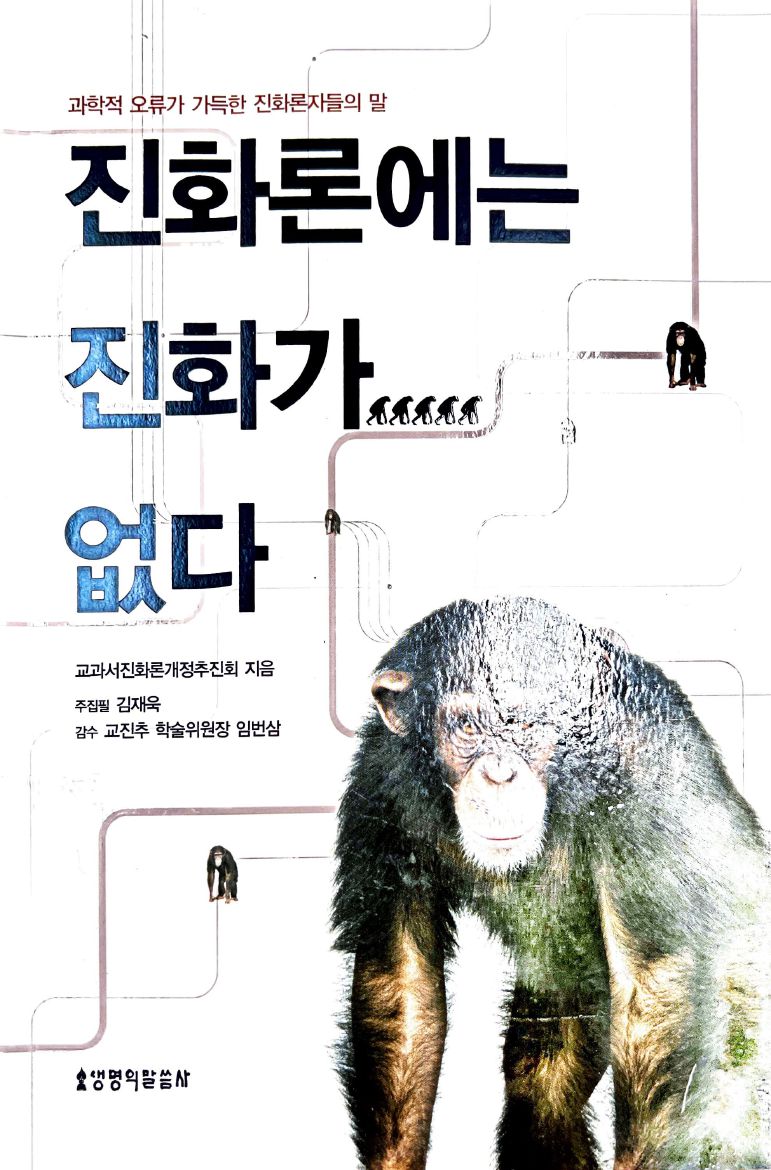 과학적 오류가 가득한 진화론자들의 말
진화론에는
진화가
없다
교과서진화론개정추진회 지음
주집필 김재욱
감수 교진추 학술위원장 임번삼
생명의말씀사